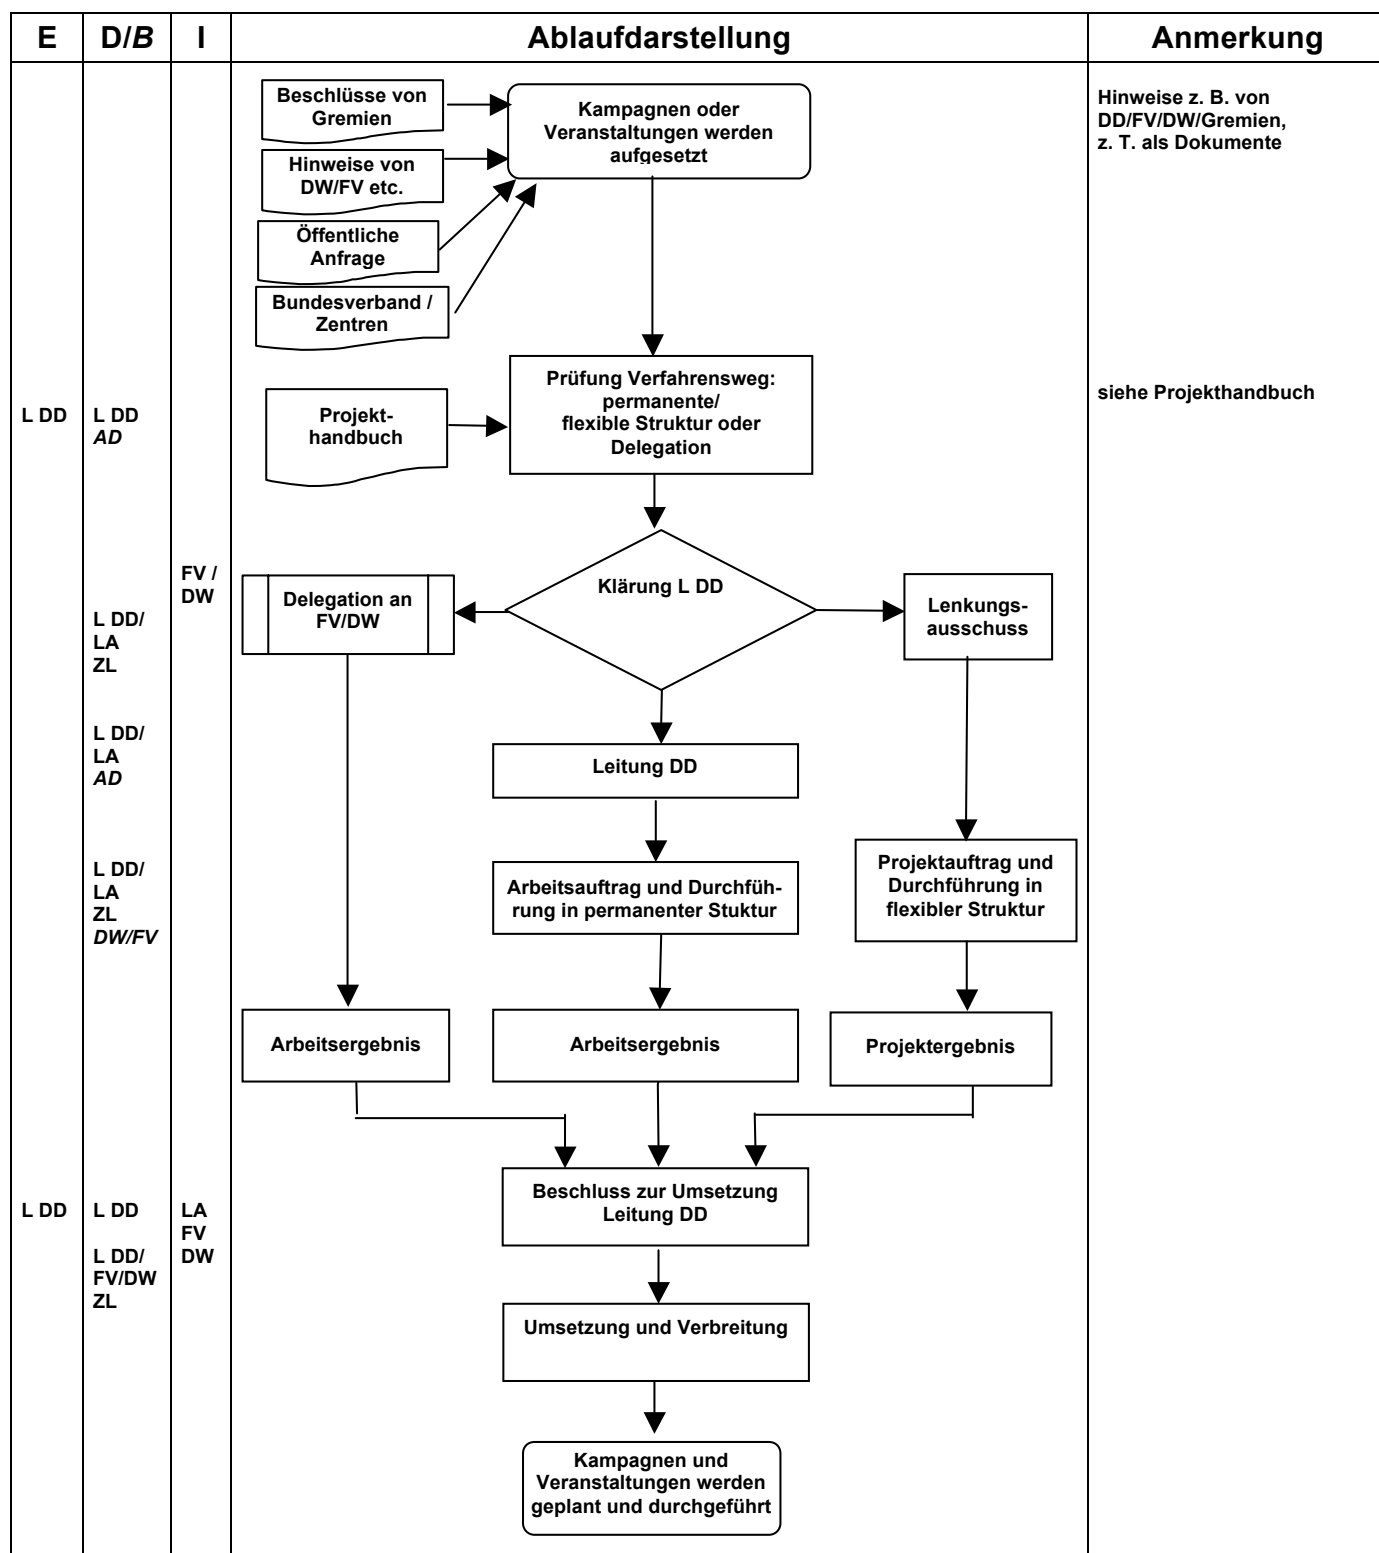 E
D/B
I
Ablaufdarstellung
Anmerkung
Beschlüsse von
Gremien
Kampagnen oder
Veranstaltungen werden
aufgesetzt
Hinweise z. B. von
DD/FV/DW/Gremien,
z. T. als Dokumente
Hinweise von
DW/FV etc.
Öffentliche
Anfrage
Bundesverband /
Zentren
L DD
L DD
AD
Projekt-
handbuch
Prüfung Verfahrensweg:
permanente/
flexible Struktur oder
Delegation
siehe Projekthandbuch
L DD/
LA
ZL
FV /
DW
Delegation an
FV/DW
Klärung L DD
Lenkungs-
ausschuss
L DD/
LA
AD
Leitung DD
L DD/
LA
ZL
DW/FV
Arbeitsauftrag und Durchfüh-
rung in permanenter Stuktur
Projektauftrag und
Durchführung in
flexibler Struktur
Arbeitsergebnis
Arbeitsergebnis
Projektergebnis
L DD
L DD
L DD/
FV/DW
ZL
LA
FV
DW
Beschluss zur Umsetzung
Leitung DD
Umsetzung und Verbreitung
Kampagnen und
Veranstaltungen werden
geplant und durchgeführt